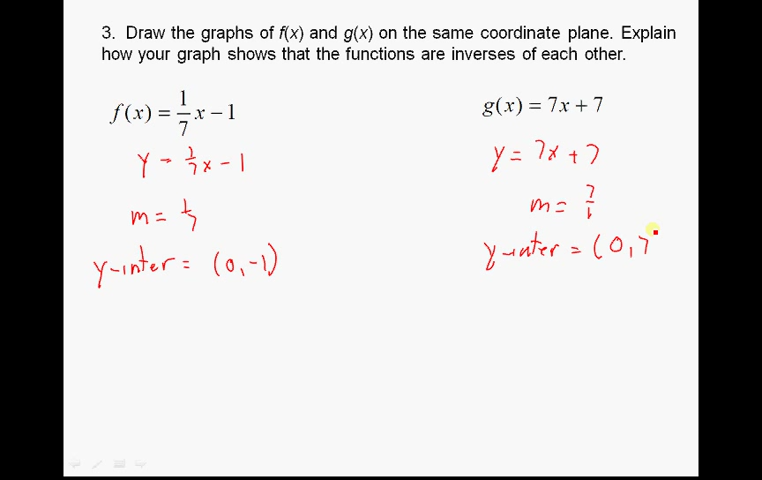 3. Draw the graphs of f(x) and g(x) on the same coordinate plane. Explain
how your graph shows that the functions are inverses of each other.
f(x) = 1/7 x − 1
g(x) = 7x + 7
y = 1/7 x − 1
y = 7x + 7
m = 1/7
m = 7/1
y-inter = (0, -1)
y-inter = (0, 7